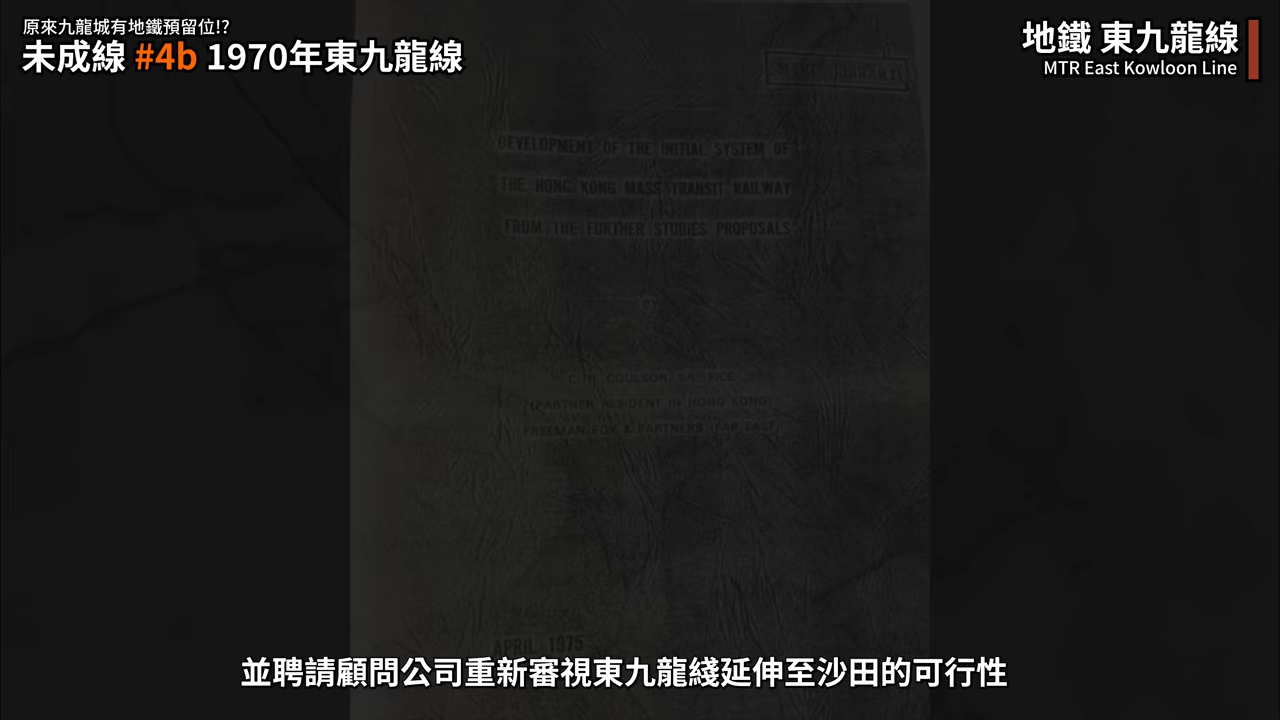 原來九龍城有地鐵預留位!?
未成線 #4b 1970年東九龍線
地鐵 東九龍線
MTR East Kowloon Line
DEVELOPMENT OF THE INITIAL SYSTEM OF
THE HONG KONG MASS TRANSIT RAILWAY
FROM THE FURTHER STUDIES PROPOSALS
COULSON
(PARTNER RESIDENT IN HONG KONG)
FREEMAN FOX & PARTNERS (FAR EAST)
APRIL 1975
並聘請顧問公司重新審視東九龍綫延伸至沙田的可行性